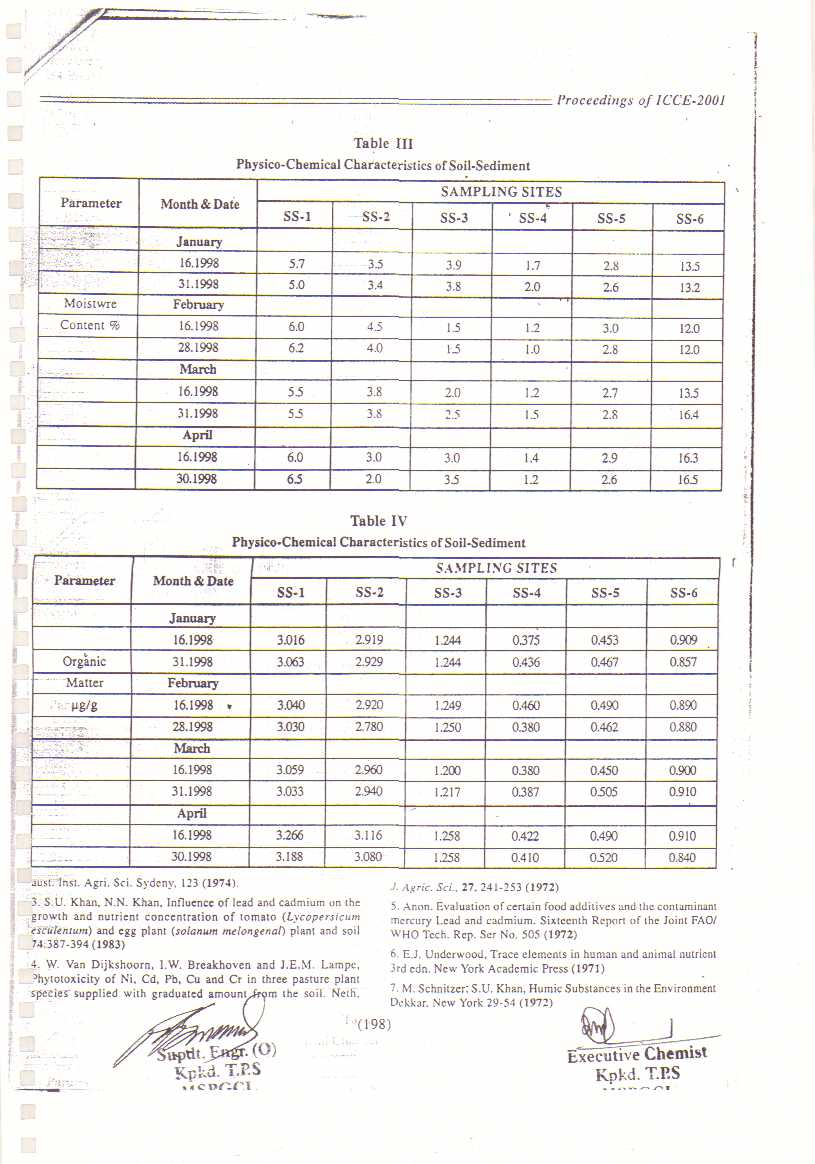 Proceedings of ICCE-2001
Table III
Physico-Chemical Characteristics of Soil-Sediment
Parameter Month & Date SAMPLING SITES
SS-1 SS-2 SS-3 SS-4 SS-5 SS-6
January
16.1998 5.7 3.5 3.9 1.7 2.8 13.5
31.1998 5.0 3.4 3.8 2.0 2.6 13.2
Moistwre February
Content % 16.1998 6.0 4.5 1.5 1.2 3.0 12.0
28.1998 6.2 4.0 1.5 1.0 2.8 12.0
March
16.1998 5.5 3.8 2.0 1.2 2.7 13.5
31.1998 5.5 3.8 2.5 1.5 2.8 16.4
April
16.1998 6.0 3.0 3.0 1.4 2.9 16.3
30.1998 6.5 2.0 3.5 1.2 2.6 16.5
Table IV
Physico-Chemical Characteristics of Soil-Sediment
Parameter Month & Date SAMPLING SITES
SS-1 SS-2 SS-3 SS-4 SS-5 SS-6
January
16.1998 3.016 2.919 1.244 0.375 0.453 0.909
Organic 31.1998 3.063 2.929 1.244 0.436 0.467 0.857
Matter February
µg/g 16.1998 3.040 2.920 1.249 0.460 0.490 0.890
28.1998 3.030 2.780 1.250 0.380 0.462 0.880
March
16.1998 3.059 2.960 1.200 0.380 0.450 0.900
31.1998 3.033 2.940 1.217 0.387 0.505 0.910
April
16.1998 3.266 3.116 1.258 0.422 0.490 0.910
30.1998 3.188 3.080 1.258 0.410 0.520 0.840
aust. Inst. Agri. Sci. Sydeny, 123 (1974).
3. S.U. Khan, N.N. Khan, Influence of lead and cadmium on the
growth and nutrient concentration of tomato (Lycopersicum
esculentum) and egg plant (solanum melongenal) plant and soil
74:387-394 (1983)
4. W. Van Dijkshoorn, I.W. Breakhoven and J.E.M. Lampe,
Phytotoxicity of Ni, Cd, Pb, Cu and Cr in three pasture plant
species supplied with graduated amount from the soil. Neth.
J. Agric. Sci., 27, 241-253 (1972)
5. Anon. Evaluation of certain food additives and the contaminant
mercury Lead and cadmium. Sixteenth Report of the Joint FAO/
WHO Tech. Rep. Ser No. 505 (1972)
6. E.J. Underwood, Trace elements in human and animal nutrient
3rd edn. New York Academic Press (1971)
7. M. Schnitzer; S.U. Khan, Humic Substances in the Environment
Dekkar. New York 29-54 (1972)
(198)
Suptdt. Engr. (O)
Kpkd. T.P.S
MSPGCL
Executive Chemist
Kpkd. T.P.S